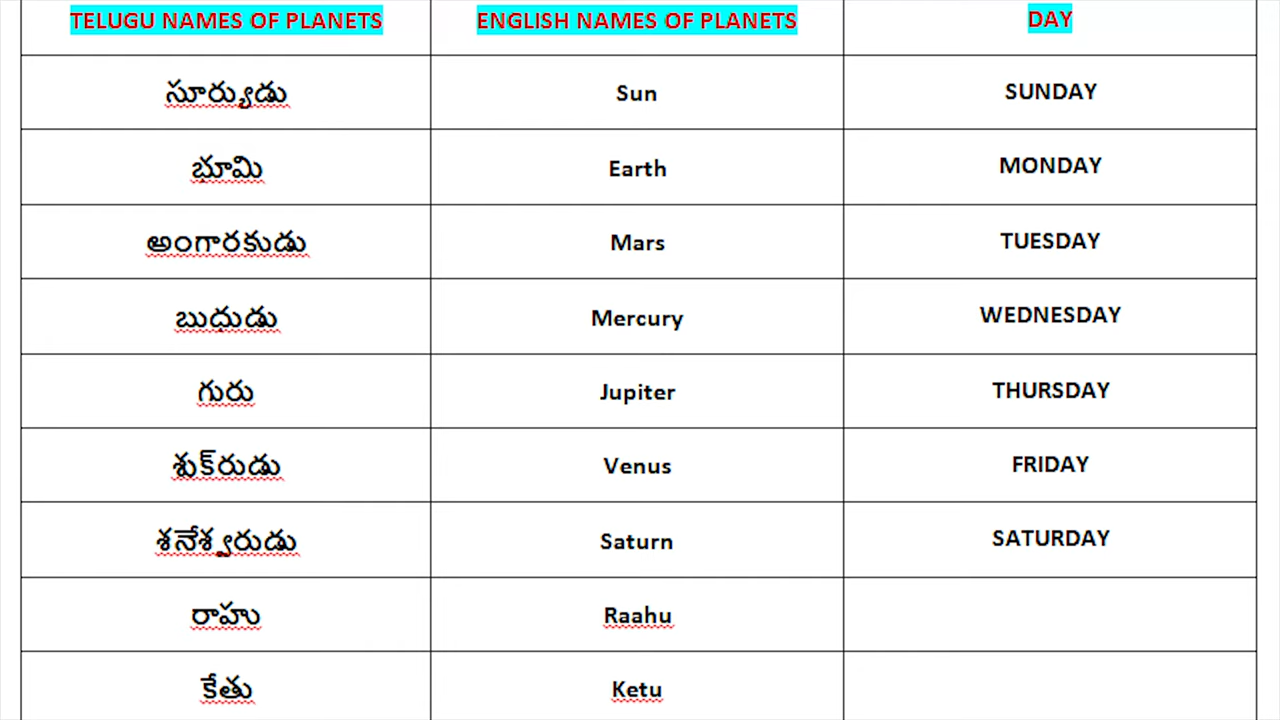 TELUGU NAMES OF PLANETS ENGLISH NAMES OF PLANETS DAY
సూర్యుడు Sun SUNDAY
భూమి Earth MONDAY
అంగారకుడు Mars TUESDAY
బుధుడు Mercury WEDNESDAY
గురు Jupiter THURSDAY
శుక్‌రుడు Venus FRIDAY
శనేశ్వరుడు Saturn SATURDAY
రాహు Raahu
కేతు Ketu